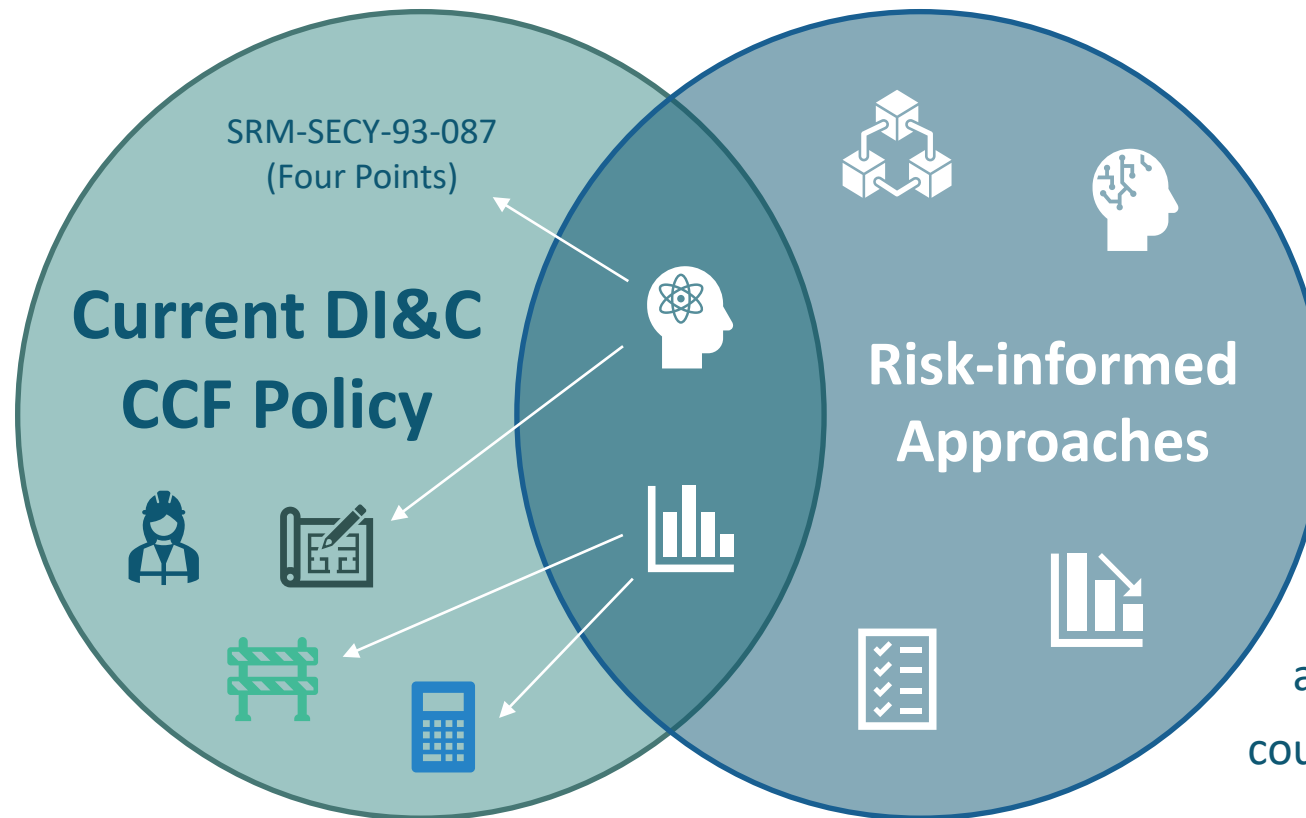 SRM-SECY-93-087
(Four Points)
Current DI&C
CCF Policy
Risk-informed
Approaches